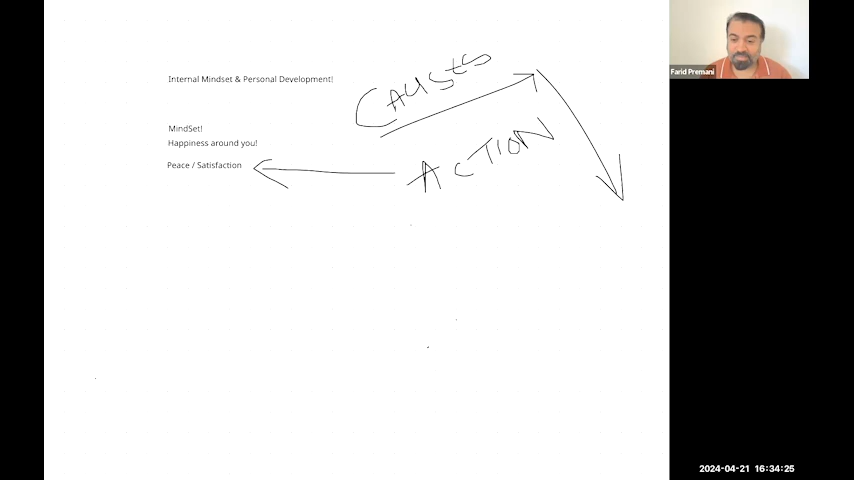 Internal Mindset & Personal Development!
CAUSES
MindSet!
Happiness around you!
Peace / Satisfaction
ACTION
Farid Premani
2024-04-21 16:34:25